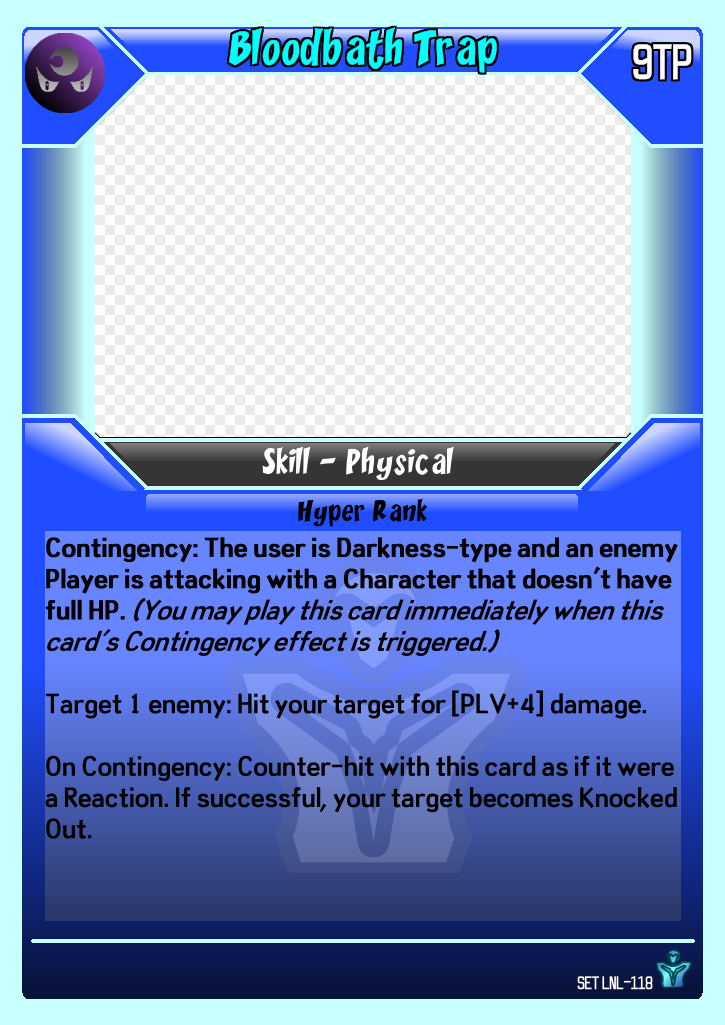 Bloodbath Trap
9TP
Skill - Physical
Hyper Rank
Contingency: The user is Darkness-type and an enemy
Player is attacking with a Character that doesn't have
full HP. (You may play this card immediately when this
card's Contingency effect is triggered.)
Target 1 enemy: Hit your target for [PLV+4] damage.
On Contingency: Counter-hit with this card as if it were
a Reaction. If successful, your target becomes Knocked
Out.
SET LNL-118